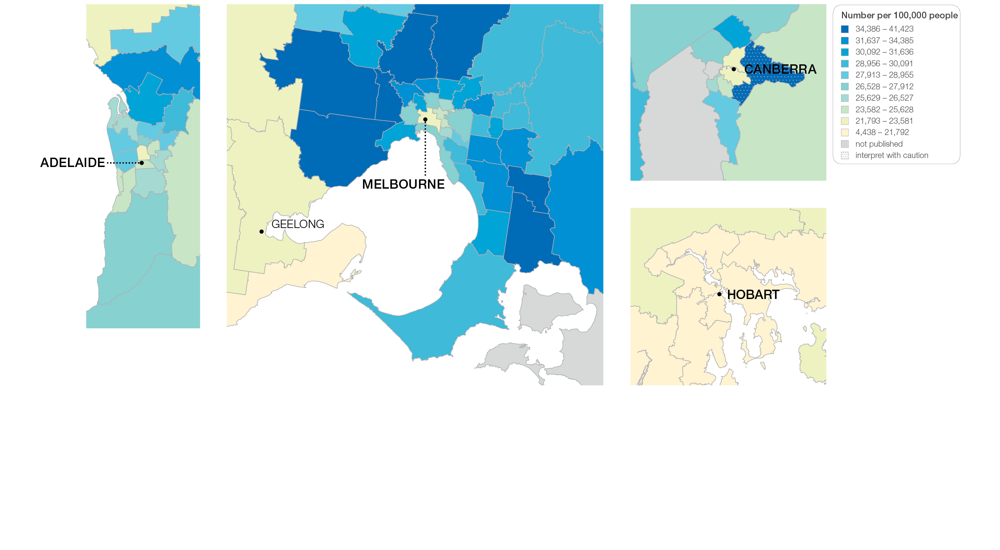 ADELAIDE
MELBOURNE
GEELONG
CANBERRA
HOBART
Number per 100,000 people
34,386 – 41,423
31,637 – 34,385
30,092 – 31,636
28,956 – 30,091
27,913 – 28,955
26,528 – 27,912
25,629 – 26,527
23,582 – 25,628
21,793 – 23,581
4,438 – 21,792
not published
interpret with caution